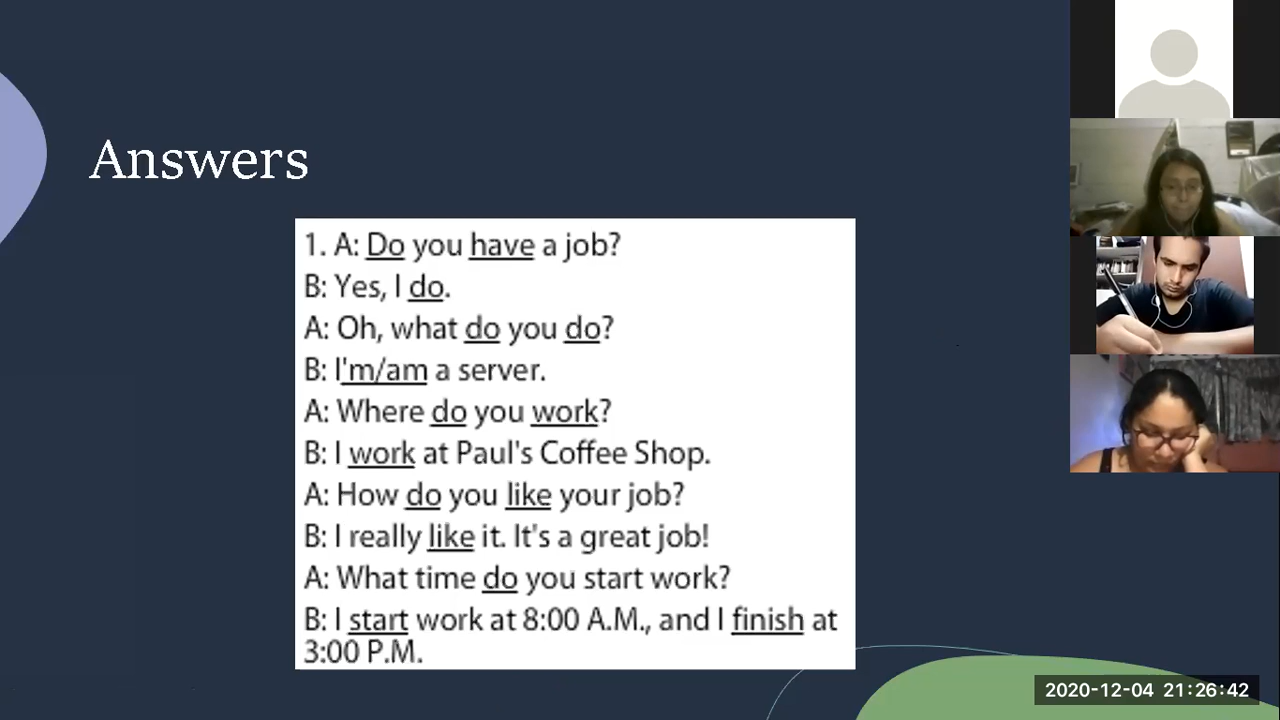 Answers
1. A: Do you have a job?
B: Yes, I do.
A: Oh, what do you do?
B: I'm/am a server.
A: Where do you work?
B: I work at Paul's Coffee Shop.
A: How do you like your job?
B: I really like it. It's a great job!
A: What time do you start work?
B: I start work at 8:00 A.M., and I finish at
3:00 P.M.
2020-12-04 21:26:42